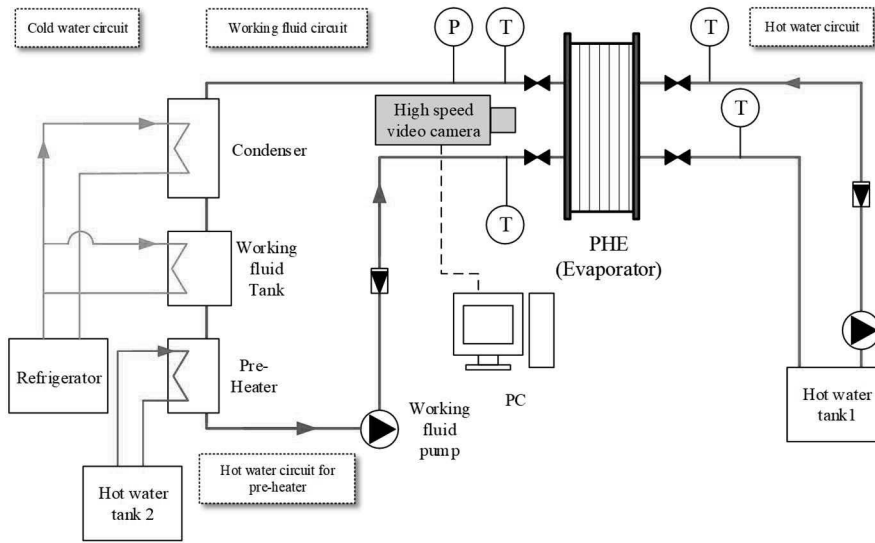 Cold water circuit
Working fluid circuit
P
T
T
Hot water circuit
T
High speed
video camera
Condenser
T
PHE
(Evaporator)
Working
fluid
Tank
Refrigerator
Pre-
Heater
PC
Working
fluid
pump
Hot water
tank1
Hot water circuit for
pre-heater
Hot water
tank 2